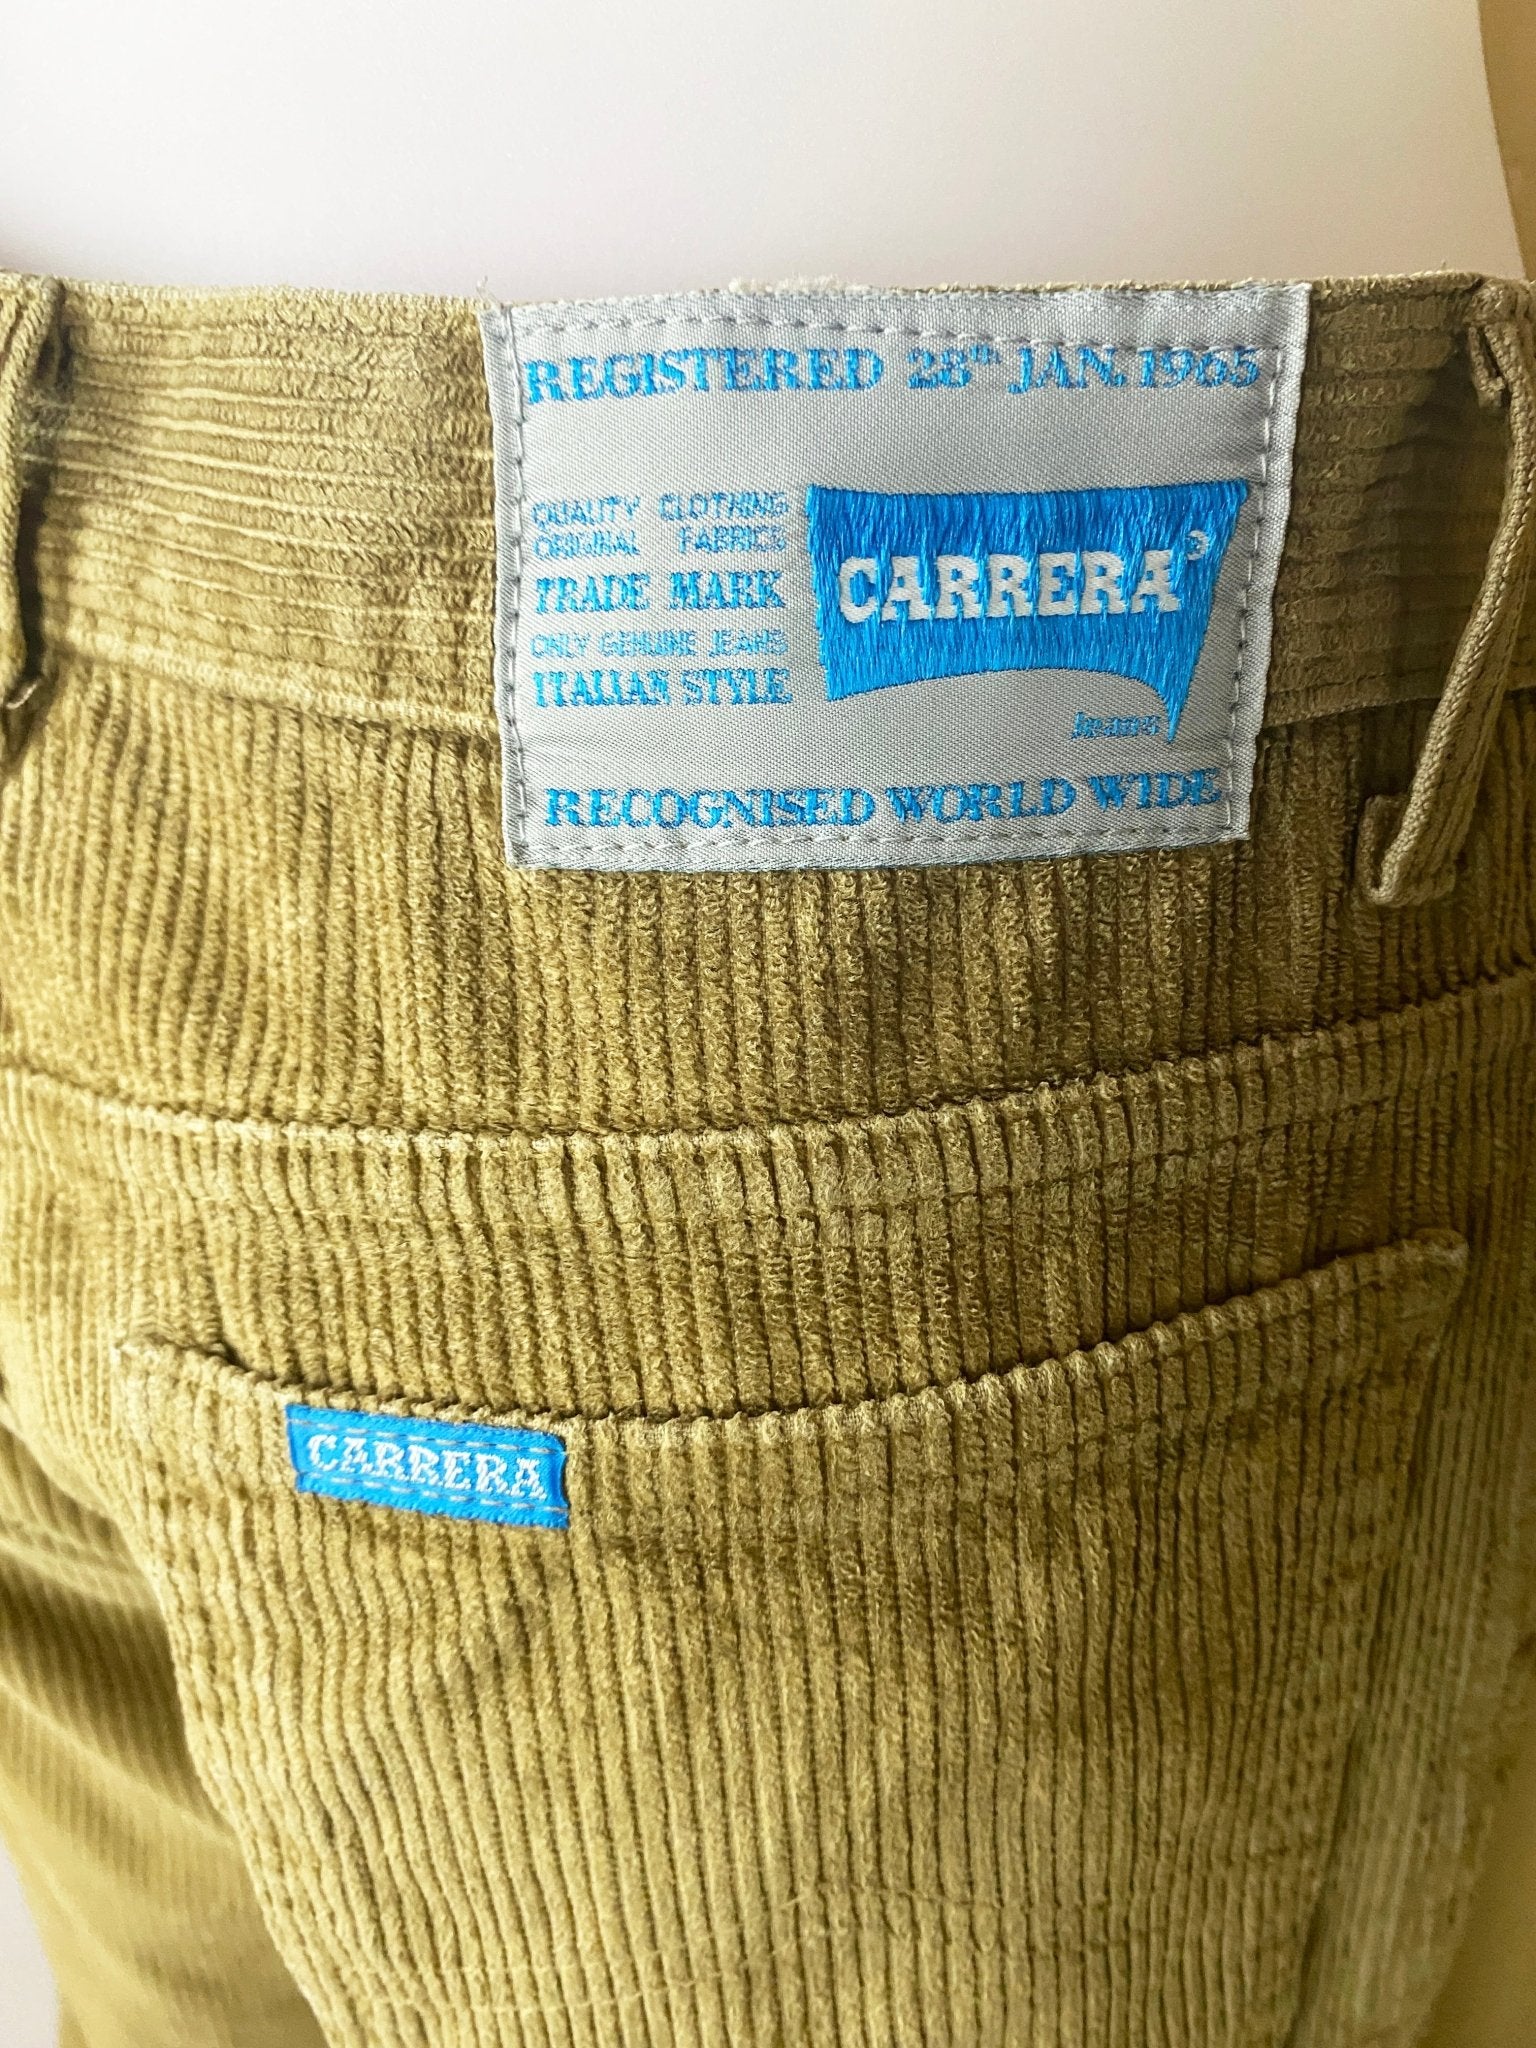 REGISTERED 28th JAN. 1965
QUALITY CLOTHING
ORIGINAL FABRICS
TRADE MARK
ONLY GENUINE JEANS
ITALIAN STYLE
CARRERA®
Jeans
RECOGNISED WORLD WIDE
CARRERA